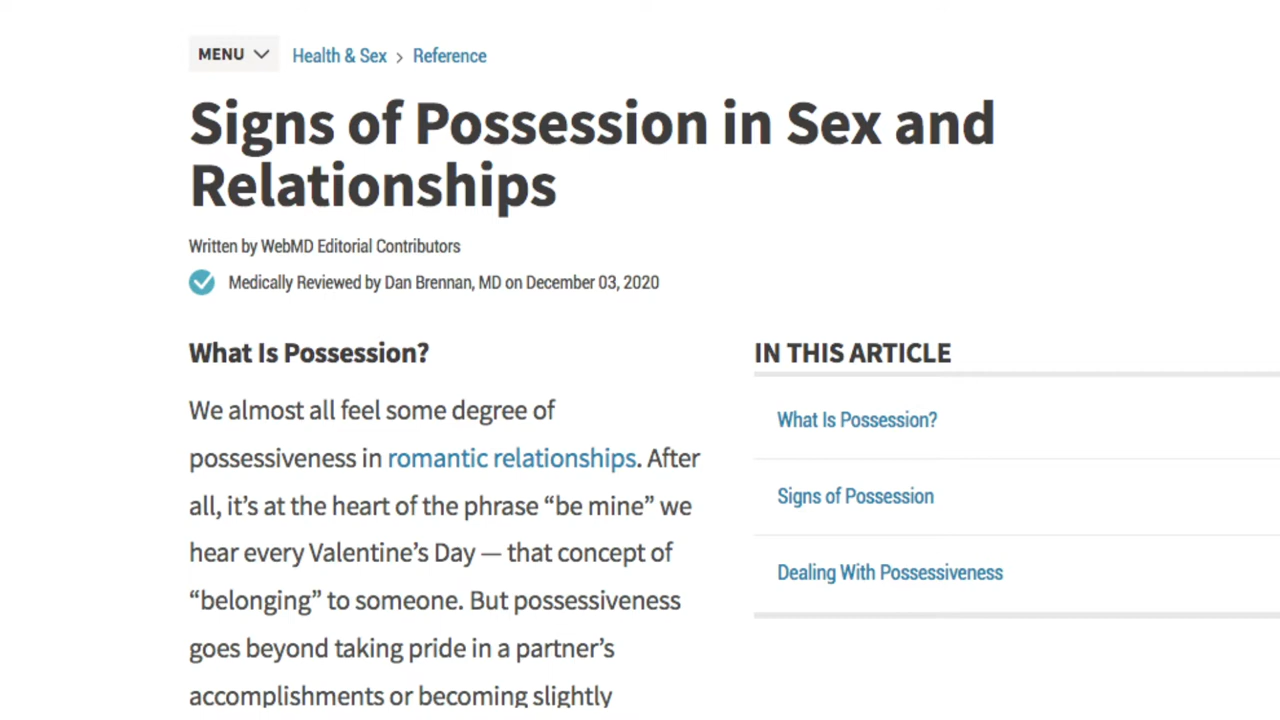 MENU Health & Sex > Reference
Signs of Possession in Sex and
Relationships
Written by WebMD Editorial Contributors
Medically Reviewed by Dan Brennan, MD on December 03, 2020
What Is Possession?
We almost all feel some degree of
possessiveness in romantic relationships. After
all, it’s at the heart of the phrase “be mine” we
hear every Valentine’s Day — that concept of
“belonging” to someone. But possessiveness
goes beyond taking pride in a partner’s
accomplishments or becoming slightly
IN THIS ARTICLE
What Is Possession?
Signs of Possession
Dealing With Possessiveness